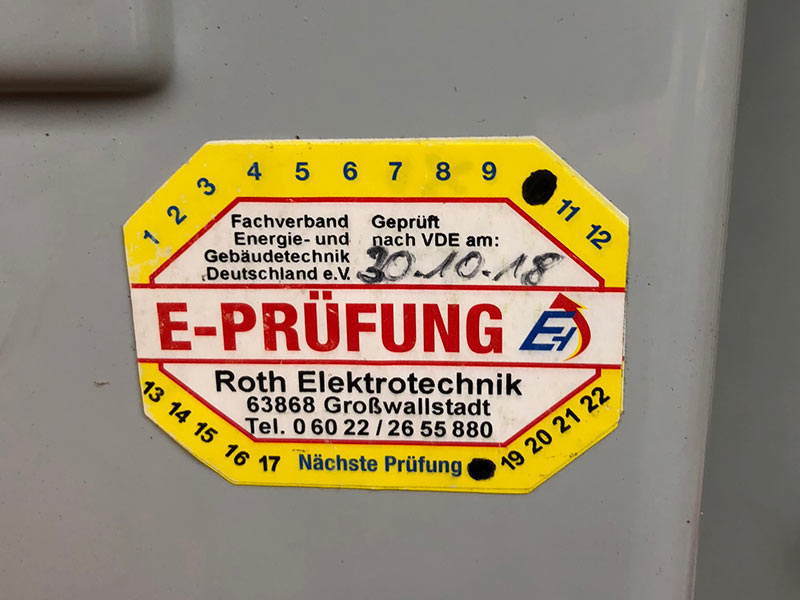 1 2 3 4 5 6 7 8 9 11 12
Fachverband
Energie- und
Gebäudetechnik
Deutschland e.V.
Geprüft
nach VDE am:
30.10.18
E-PRÜFUNG EH
Roth Elektrotechnik
63868 Großwallstadt
Tel. 0 60 22 / 26 55 880
13 14 15 16 17 Nächste Prüfung 19 20 21 22